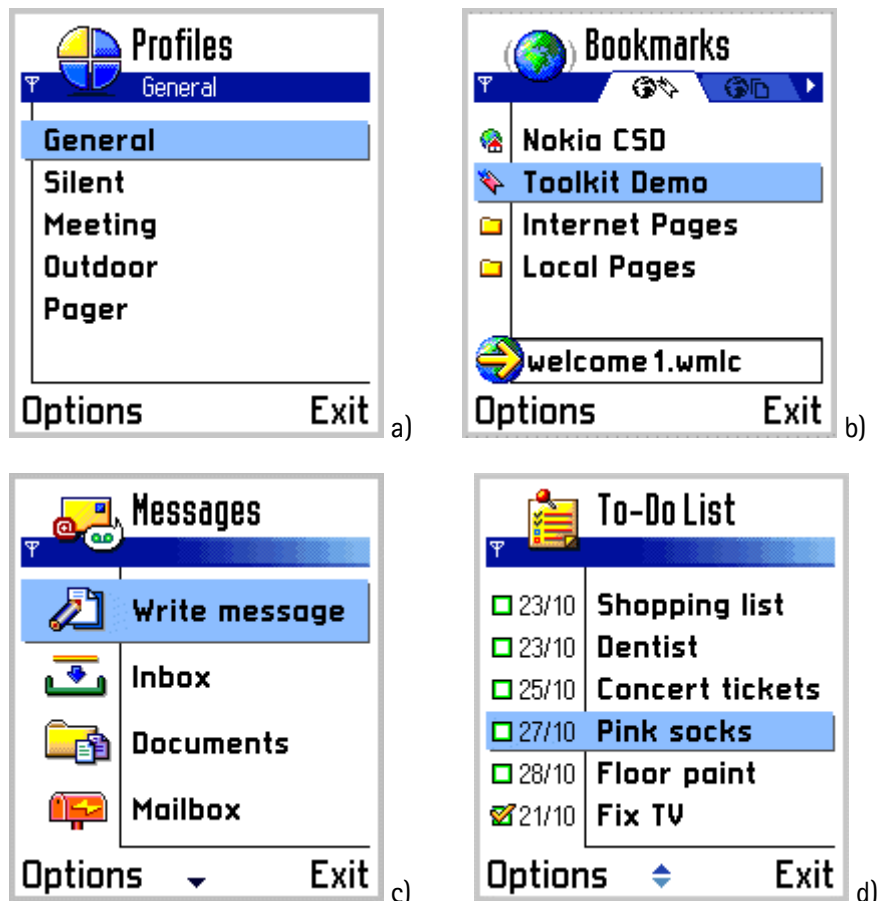 Profiles
General
General
Silent
Meeting
Outdoor
Pager
Options Exit
a)
Bookmarks
Nokia CSD
Toolkit Demo
Internet Pages
Local Pages
welcome1.wmlc
Options Exit
b)
Messages
Write message
Inbox
Documents
Mailbox
Options Exit
c)
To-Do List
23/10 Shopping list
23/10 Dentist
25/10 Concert tickets
27/10 Pink socks
28/10 Floor paint
21/10 Fix TV
Options Exit
d)